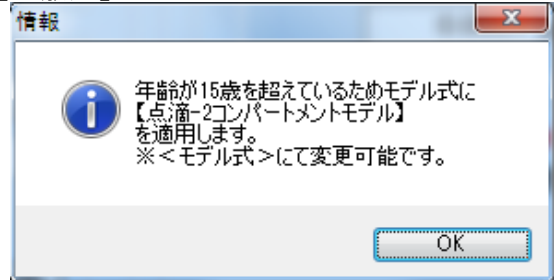 情報
年齢が15歳を超えているためモデル式に
【点滴-2コンパートメントモデル】
を適用します。
※<モデル式>にて変更可能です。
OK